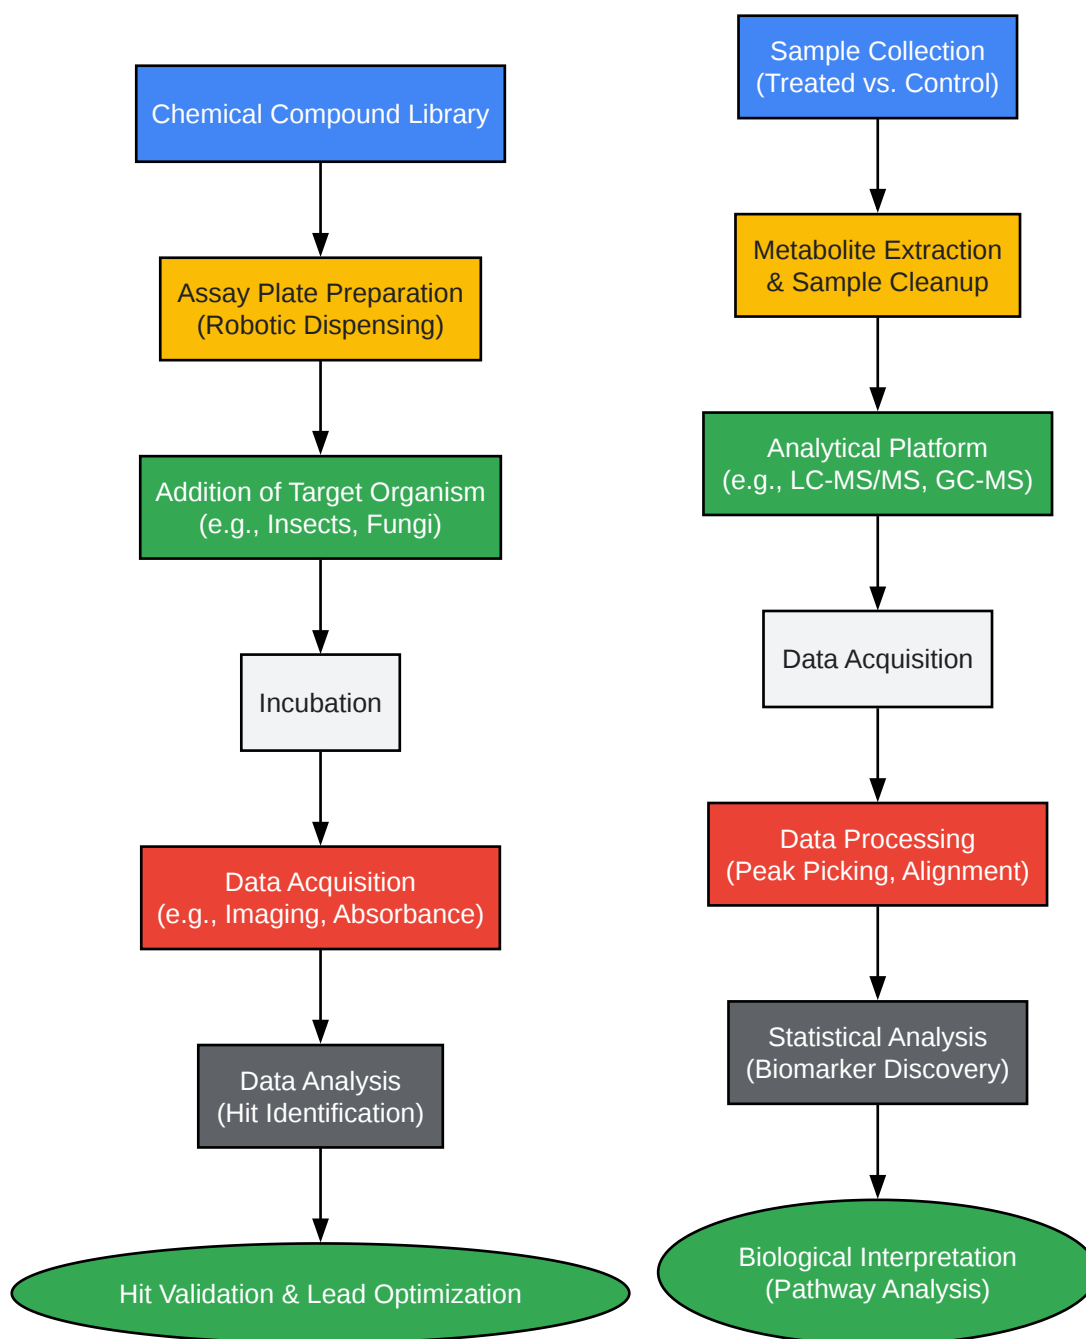 Chemical Compound Library
Assay Plate Preparation
(Robotic Dispensing)
Addition of Target Organism
(e.g., Insects, Fungi)
Incubation
Data Acquisition
(e.g., Imaging, Absorbance)
Data Analysis
(Hit Identification)
Hit Validation & Lead Optimization
Sample Collection
(Treated vs. Control)
Metabolite Extraction
& Sample Cleanup
Analytical Platform
(e.g., LC-MS/MS, GC-MS)
Data Acquisition
Data Processing
(Peak Picking, Alignment)
Statistical Analysis
(Biomarker Discovery)
Biological Interpretation
(Pathway Analysis)